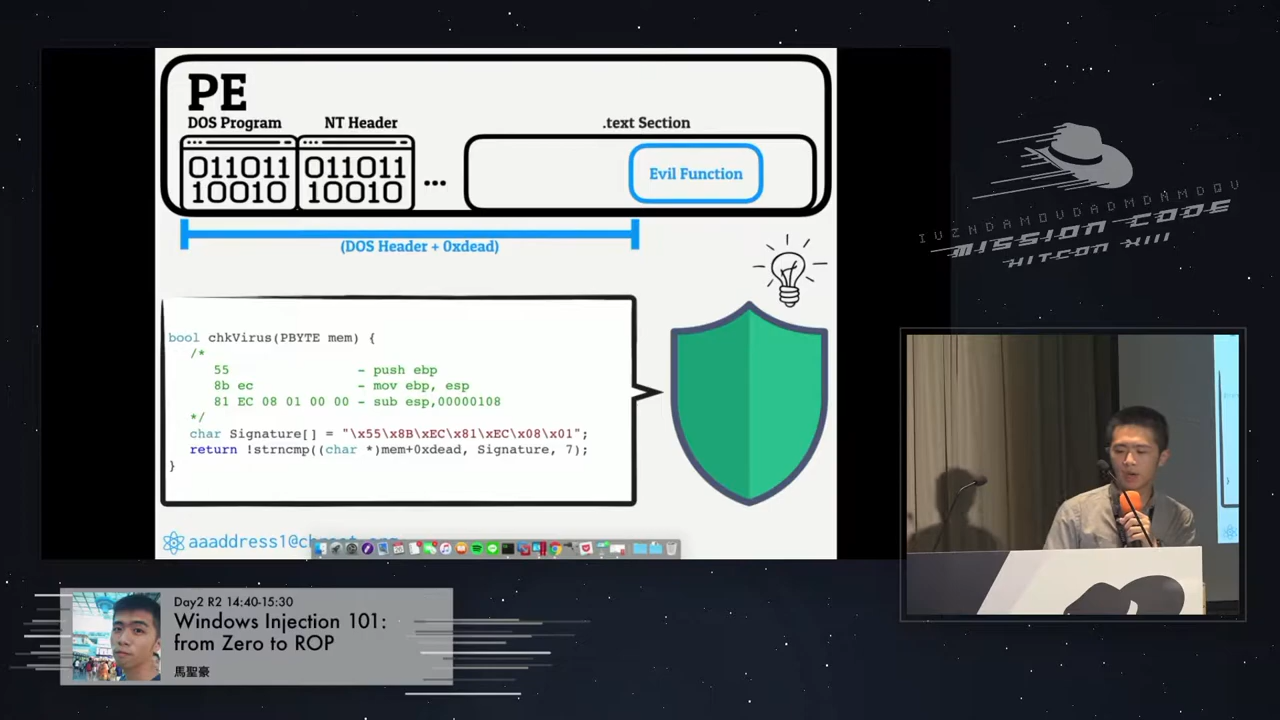 PE
DOS Program
NT Header
.text Section
011011
10010
011011
10010
...
Evil Function
(DOS Header + 0xdead)
bool chkVirus(PBYTE mem) {
/*
55 - push ebp
8b ec - mov ebp, esp
81 EC 08 01 00 00 - sub esp,00000108
*/
char Signature[] = "\x55\x8B\xEC\x81\xEC\x08\x01";
return !strncmp((char *)mem+0xdead, Signature, 7);
}
MISSION CODE
HITCON XIII
Day2 R2 14:40-15:30
Windows Injection 101:
from Zero to ROP
馬聖豪